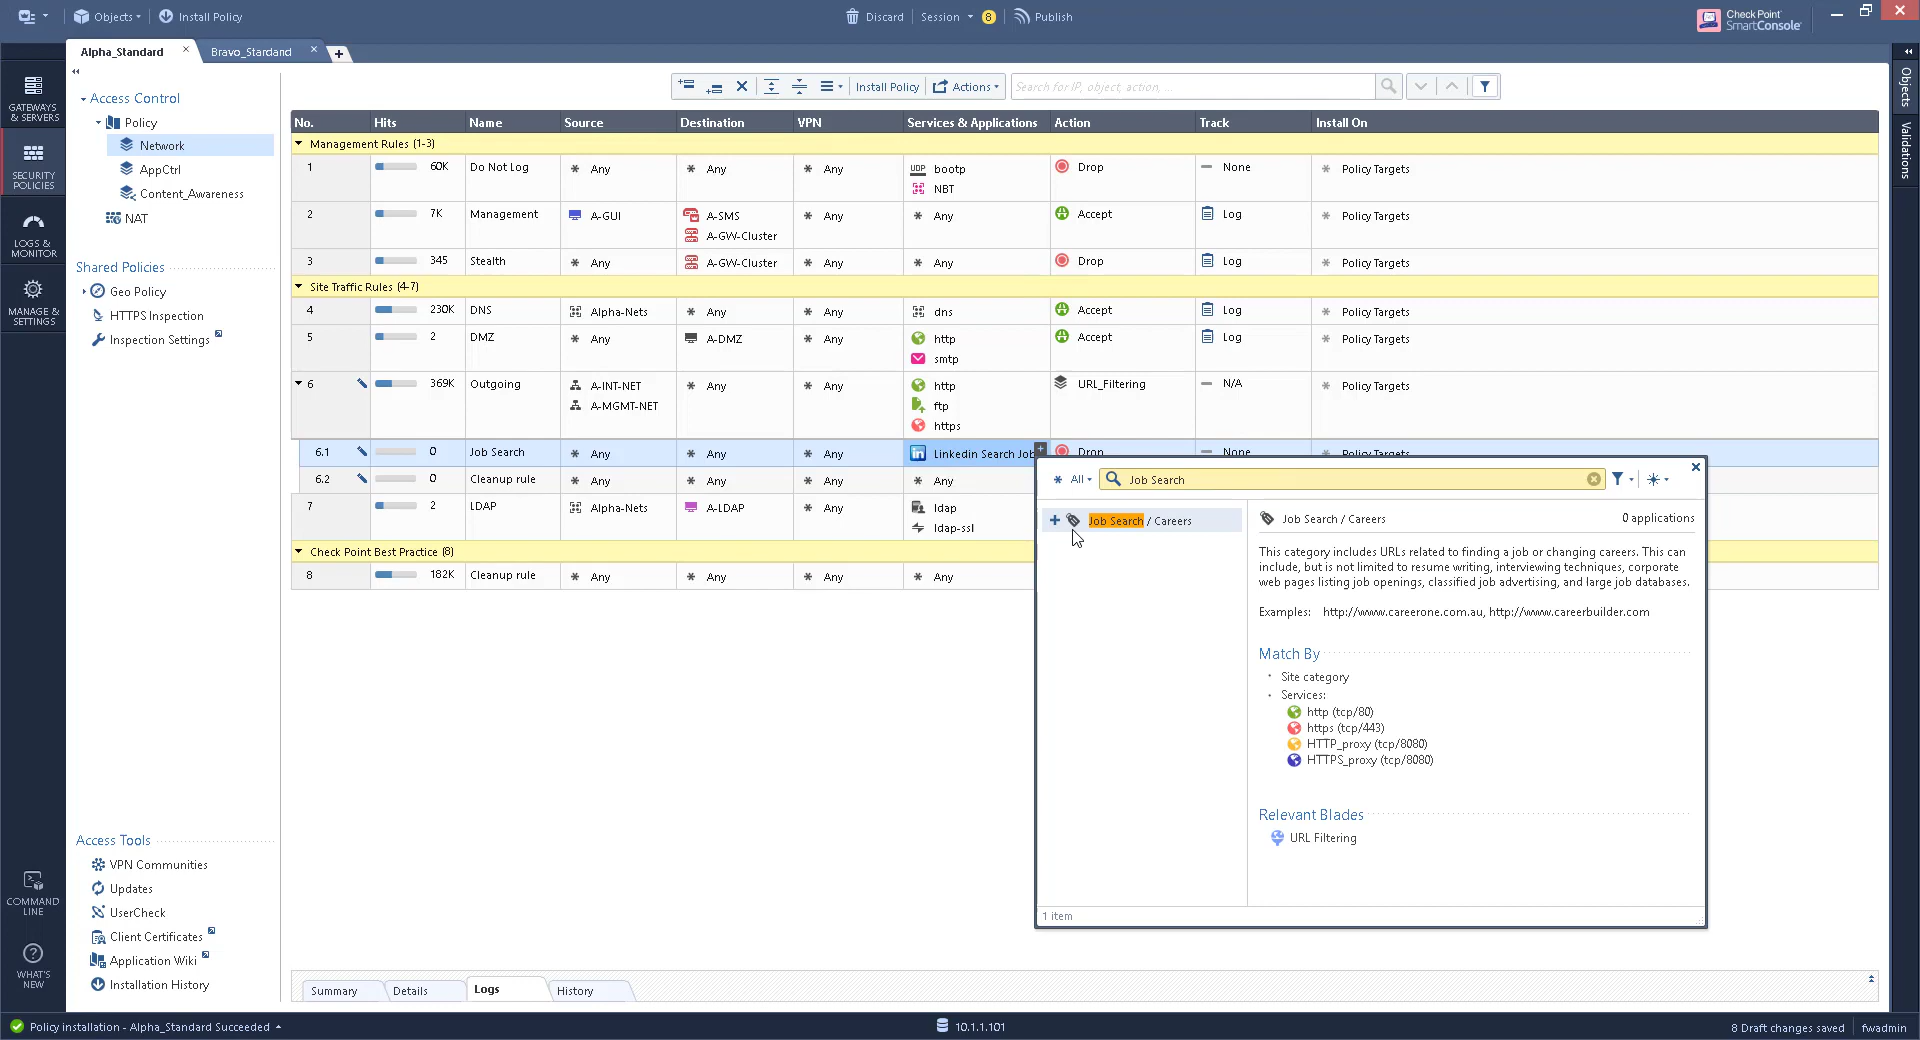 Objects
Install Policy
Discard
Session
8
Publish
Check Point
SmartConsole
Alpha_Standard
Bravo_Stardard
GATEWAYS
& SERVERS
SECURITY
POLICIES
LOGS &
MONITOR
MANAGE &
SETTINGS
COMMAND
LINE
WHAT'S
NEW
Access Control
Policy
Network
AppCtrl
Content_Awareness
NAT
Shared Policies
Geo Policy
HTTPS Inspection
Inspection Settings
Access Tools
VPN Communities
Updates
UserCheck
Client Certificates
Application Wiki
Installation History
Install Policy
Actions
Search for IP, object, action, ...
Objects
Validations
No. Hits Name Source Destination VPN Services & Applications Action Track Install On
Management Rules (1-3)
1 60K Do Not Log Any Any Any UDP bootp Drop None Policy Targets
NBT
2 7K Management A-GUI A-SMS Any Any Accept Log Policy Targets
A-GW-Cluster
3 345 Stealth Any A-GW-Cluster Any Any Drop Log Policy Targets
Site Traffic Rules (4-7)
4 230K DNS Alpha-Nets Any Any dns Accept Log Policy Targets
5 2 DMZ Any A-DMZ Any http Accept Log Policy Targets
smtp
6 369K Outgoing A-INT-NET Any Any http URL_Filtering N/A Policy Targets
A-MGMT-NET ftp
https
6.1 0 Job Search Any Any Any in Linkedin Search Job Drop None Policy Targets
6.2 0 Cleanup rule Any Any Any Any
7 2 LDAP Alpha-Nets A-LDAP Any ldap
ldap-ssl
Check Point Best Practice (8)
8 182K Cleanup rule Any Any Any Any
All
Job Search
Job Search / Careers
Job Search / Careers 0 applications
This category includes URLs related to finding a job or changing careers. This can
include, but is not limited to resume writing, interviewing techniques, corporate
web pages listing job openings, classified job advertising, and large job databases.
Examples: http://www.careerone.com.au, http://www.careerbuilder.com
Match By
Site category
Services:
http (tcp/80)
https (tcp/443)
HTTP_proxy (tcp/8080)
HTTPS_proxy (tcp/8080)
Relevant Blades
URL Filtering
1 item
Summary
Details
Logs
History
Policy installation - Alpha_Standard Succeeded
10.1.1.101
8 Draft changes saved
fwadmin